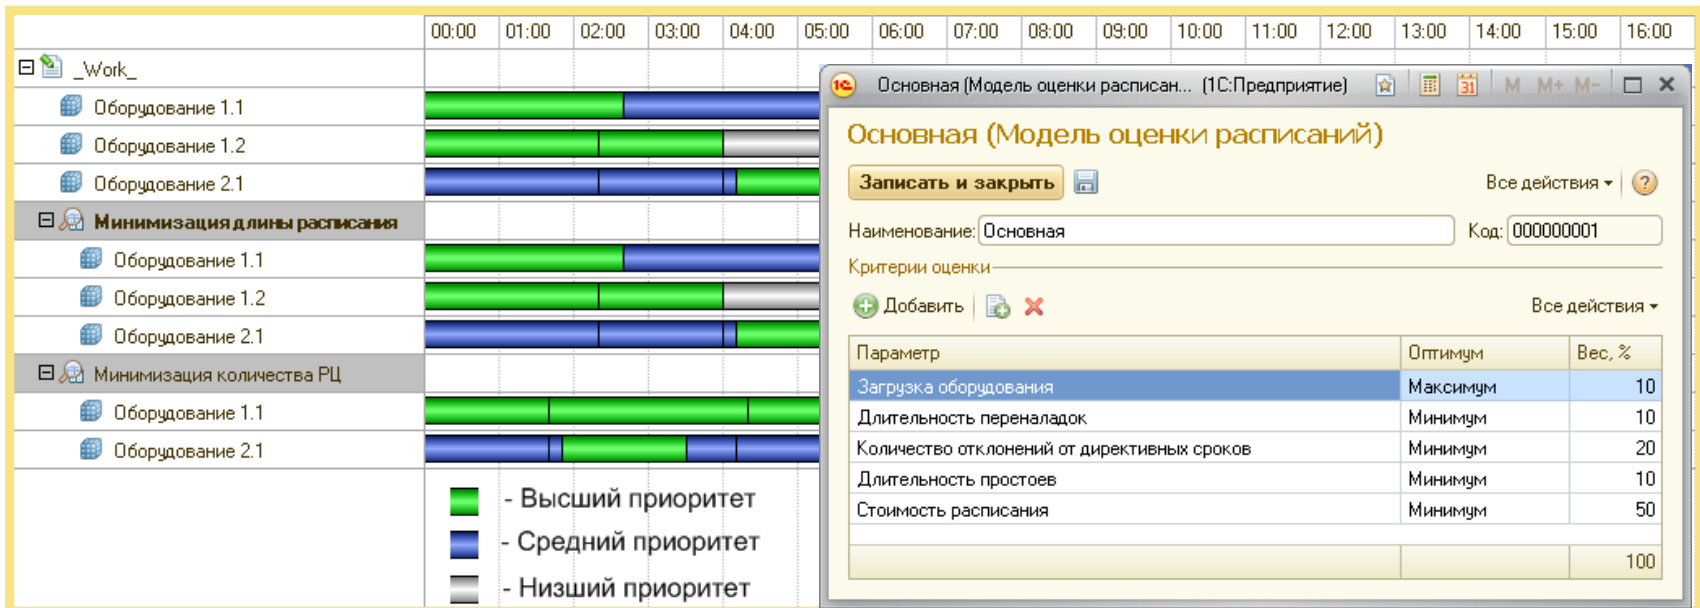 00:00 01:00 02:00 03:00 04:00 05:00 06:00 07:00 08:00 09:00 10:00 11:00 12:00 13:00 14:00 15:00 16:00
_Work_
Оборудование 1.1
Оборудование 1.2
Оборудование 2.1
Минимизация длины расписания
Оборудование 1.1
Оборудование 1.2
Оборудование 2.1
Минимизация количества РЦ
Оборудование 1.1
Оборудование 2.1
- Высший приоритет
- Средний приоритет
- Низший приоритет
1С Основная (Модель оценки расписан... (1С:Предприятие) 31 M M+ M-
Основная (Модель оценки расписаний)
Записать и закрыть Все действия ?
Наименование: Основная Код: 000000001
Критерии оценки
Добавить Все действия
Параметр Оптимум Вес, %
Загрузка оборудования Максимум 10
Длительность переналадок Минимум 10
Количество отклонений от директивных сроков Минимум 20
Длительность простоев Минимум 10
Стоимость расписания Минимум 50
100